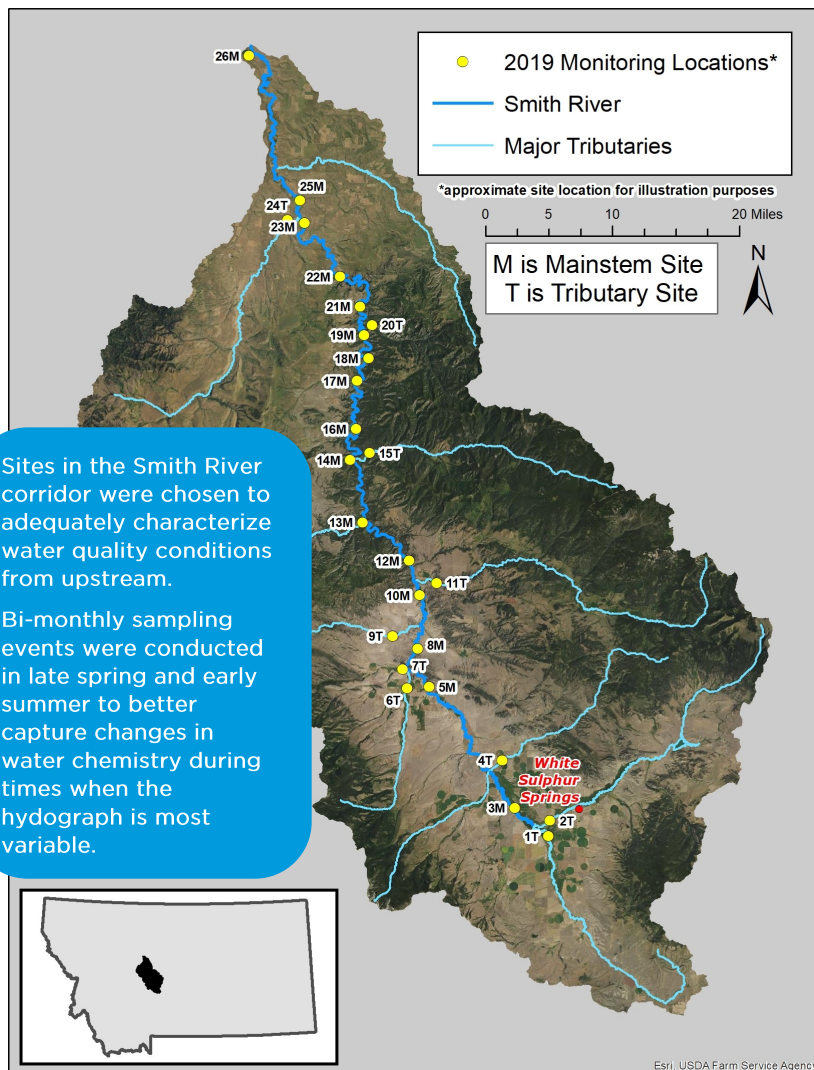 2019 Monitoring Locations*
Smith River
Major Tributaries
*approximate site location for illustration purposes
0 5 10 20 Miles
M is Mainstem Site
T is Tributary Site
N
26M
25M
24T
23M
22M
21M
20T
19M
18M
17M
16M
15T
14M
13M
12M
11T
10M
9T
8M
7T
6T
5M
4T
White
Sulphur
Springs
3M
2T
1T
Sites in the Smith River
corridor were chosen to
adequately characterize
water quality conditions
from upstream.
Bi-monthly sampling
events were conducted
in late spring and early
summer to better
capture changes in
water chemistry during
times when the
hydograph is most
variable.
Esri, USDA Farm Service Agency